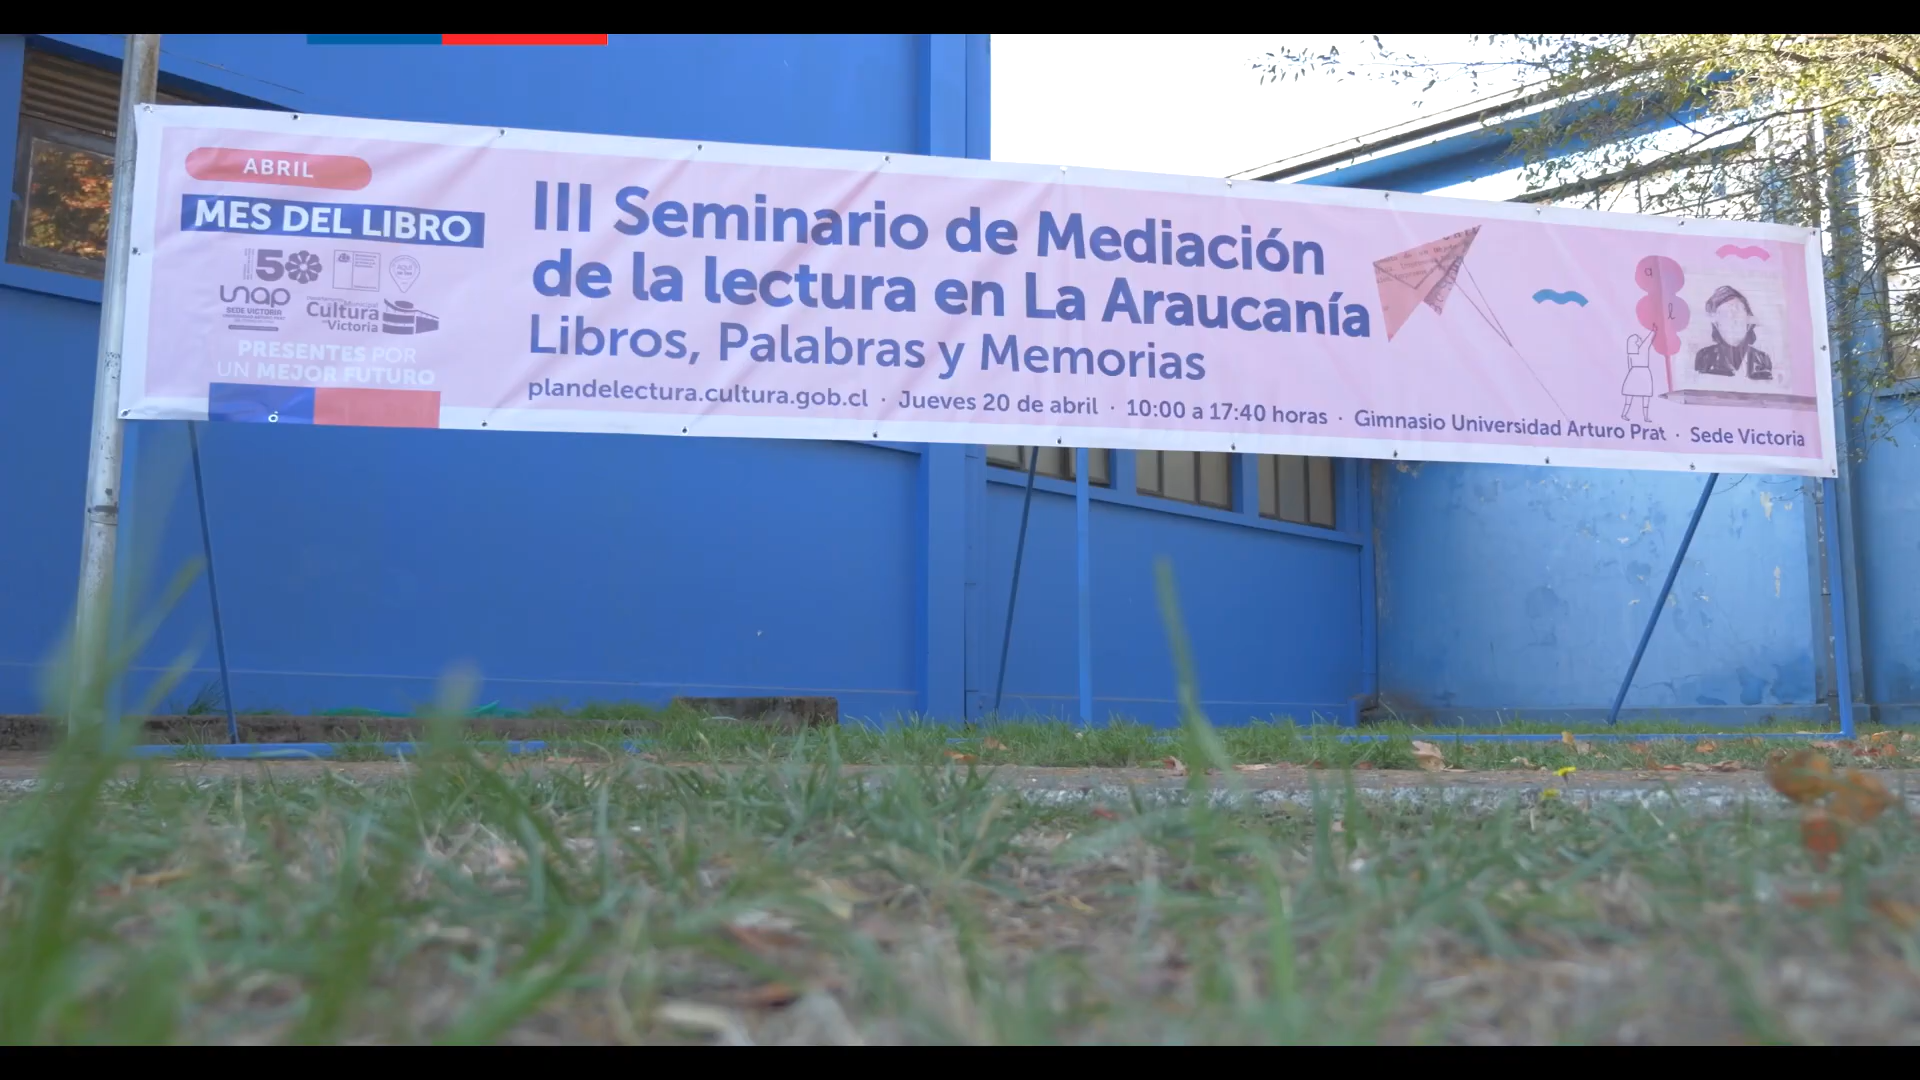 ABRIL
MES DEL LIBRO
50
unap
SEDE VICTORIA
Municipal
Cultura
Victoria
PRESENTES POR
UN MEJOR FUTURO
III Seminario de Mediación
de la lectura en La Araucanía
Libros, Palabras y Memorias
plandelectura.cultura.gob.cl · Jueves 20 de abril · 10:00 a 17:40 horas · Gimnasio Universidad Arturo Prat · Sede Victoria
a
l